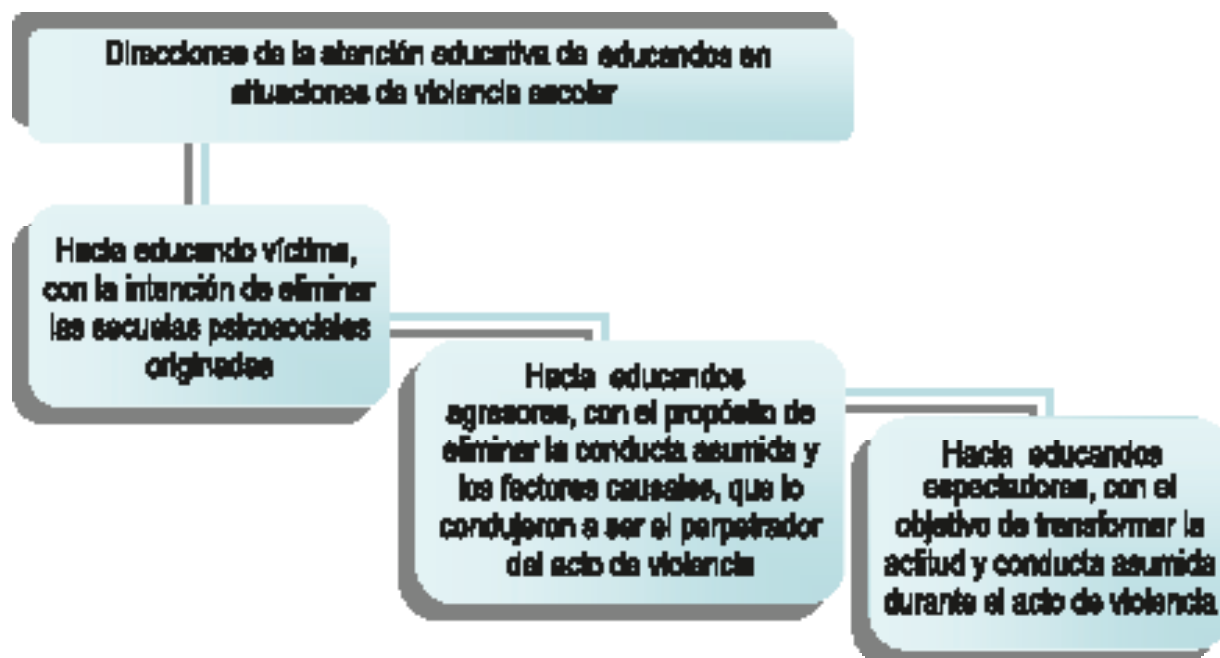 Direcciones de la atención educativa de educandos en
situaciones de violencia escolar
Hacia educando víctima,
con la intención de eliminar
las secuelas psicosociales
originadas
Hacia educandos
agresores, con el propósito de
eliminar la conducta asumida y
los factores causales, que lo
condujeron a ser el perpetrador
del acto de violencia
Hacia educandos
espectadores, con el
objetivo de transformar la
actitud y conducta asumida
durante el acto de violencia